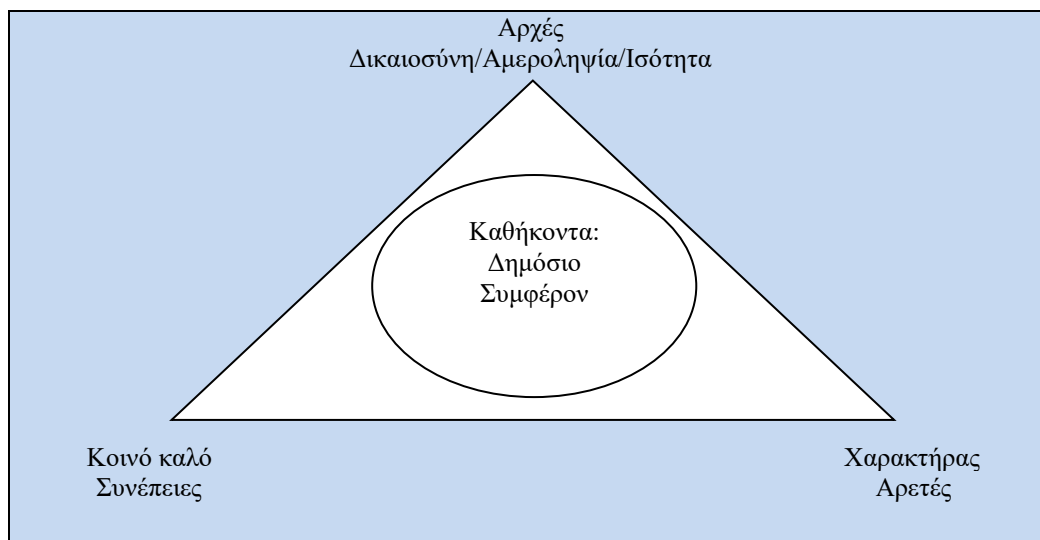 Αρχές
Δικαιοσύνη/Αμεροληψία/Ισότητα
Καθήκοντα:
Δημόσιο
Συμφέρον
Κοινό καλό
Συνέπειες
Χαρακτήρας
Αρετές